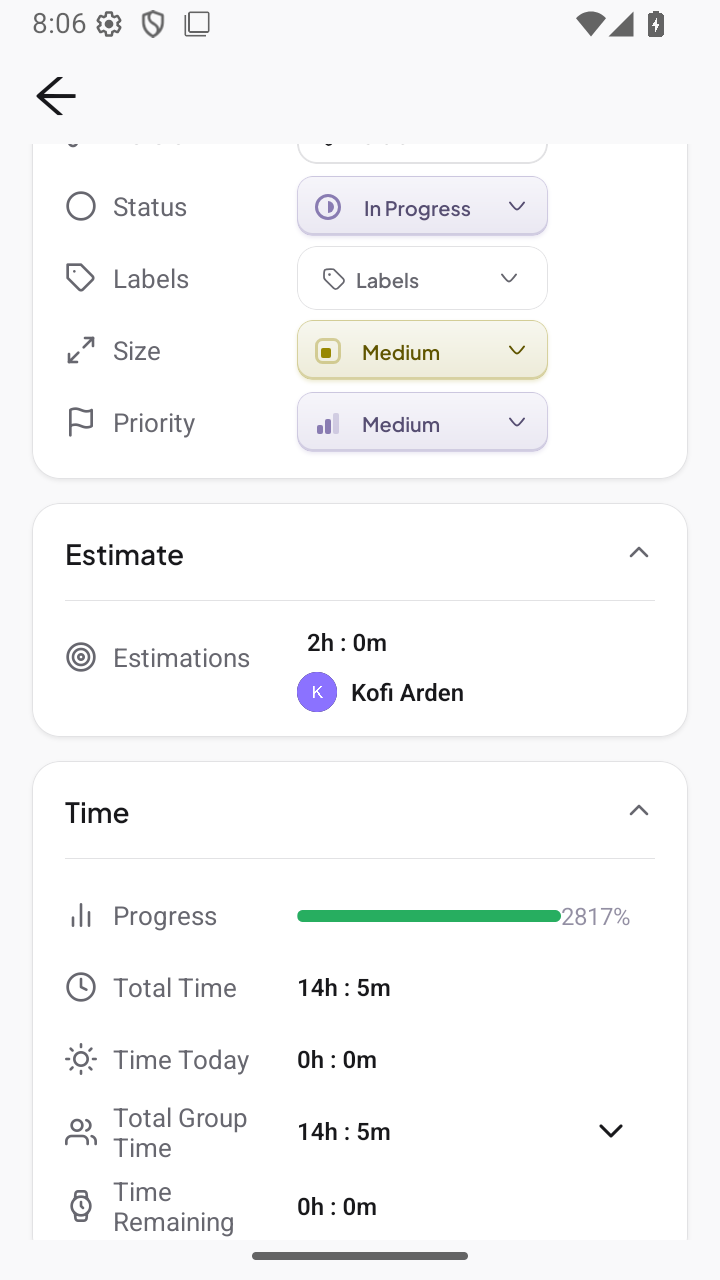 8:06
Status
In Progress
Labels
Labels
Size
Medium
Priority
Medium
Estimate
Estimations
2h : 0m
K
Kofi Arden
Time
Progress
2817%
Total Time
14h : 5m
Time Today
0h : 0m
Total Group
Time
14h : 5m
Time
Remaining
0h : 0m